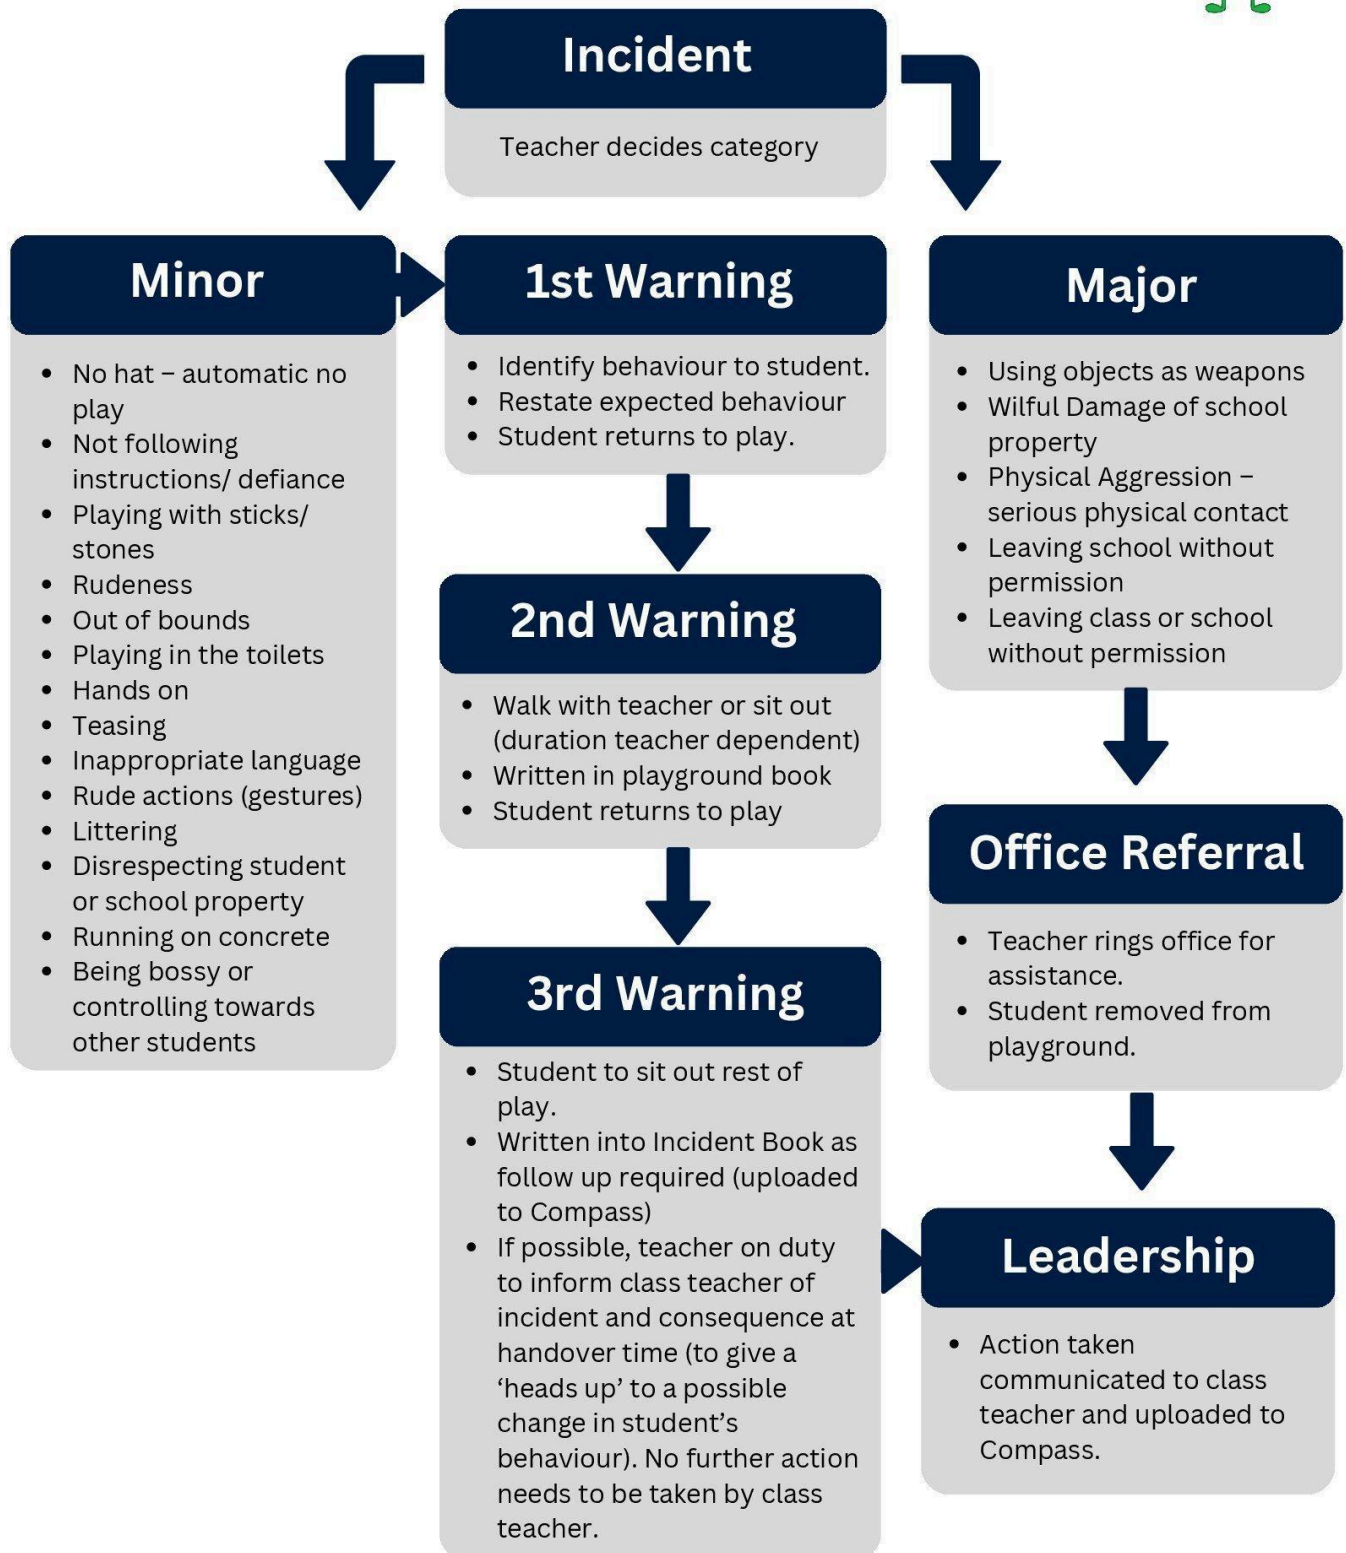 Incident
Teacher decides category
Minor
• No hat – automatic no
play
• Not following
instructions/ defiance
• Playing with sticks/
stones
• Rudeness
• Out of bounds
• Playing in the toilets
• Hands on
• Teasing
• Inappropriate language
• Rude actions (gestures)
• Littering
• Disrespecting student
or school property
• Running on concrete
• Being bossy or
controlling towards
other students
1st Warning
• Identify behaviour to student.
• Restate expected behaviour
• Student returns to play.
2nd Warning
• Walk with teacher or sit out
(duration teacher dependent)
• Written in playground book
• Student returns to play
3rd Warning
• Student to sit out rest of
play.
• Written into Incident Book as
follow up required (uploaded
to Compass)
• If possible, teacher on duty
to inform class teacher of
incident and consequence at
handover time (to give a
‘heads up’ to a possible
change in student’s
behaviour). No further action
needs to be taken by class
teacher.
Major
• Using objects as weapons
• Wilful Damage of school
property
• Physical Aggression –
serious physical contact
• Leaving school without
permission
• Leaving class or school
without permission
Office Referral
• Teacher rings office for
assistance.
• Student removed from
playground.
Leadership
• Action taken
communicated to class
teacher and uploaded to
Compass.